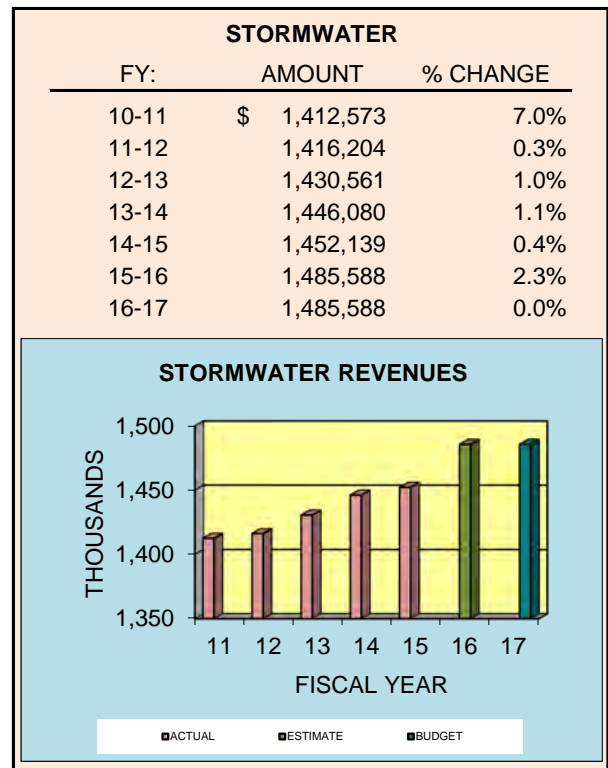 STORMWATER
FY: AMOUNT % CHANGE
10-11 $ 1,412,573 7.0%
11-12 1,416,204 0.3%
12-13 1,430,561 1.0%
13-14 1,446,080 1.1%
14-15 1,452,139 0.4%
15-16 1,485,588 2.3%
16-17 1,485,588 0.0%
STORMWATER REVENUES
1,500
1,450
1,400
1,350
THOUSANDS
11 12 13 14 15 16 17
FISCAL YEAR
ACTUAL ESTIMATE BUDGET